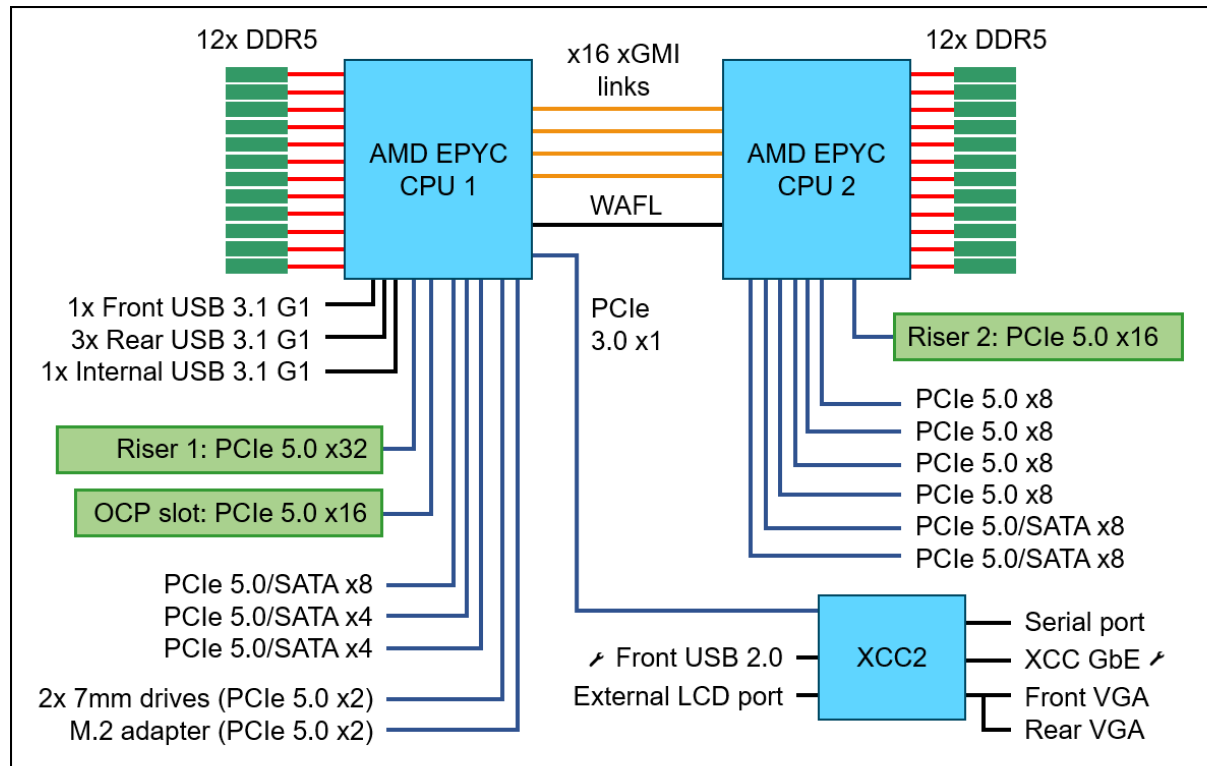 12x DDR5
x16 xGMI
links
12x DDR5
AMD EPYC
CPU 1
AMD EPYC
CPU 2
WAFL
1x Front USB 3.1 G1
3x Rear USB 3.1 G1
1x Internal USB 3.1 G1
PCIe
3.0 x1
Riser 2: PCIe 5.0 x16
Riser 1: PCIe 5.0 x32
OCP slot: PCIe 5.0 x16
PCIe 5.0 x8
PCIe 5.0 x8
PCIe 5.0 x8
PCIe 5.0 x8
PCIe 5.0/SATA x8
PCIe 5.0/SATA x8
PCIe 5.0/SATA x8
PCIe 5.0/SATA x4
PCIe 5.0/SATA x4
2x 7mm drives (PCIe 5.0 x2)
M.2 adapter (PCIe 5.0 x2)
Front USB 2.0
External LCD port
XCC2
Serial port
XCC GbE
Front VGA
Rear VGA